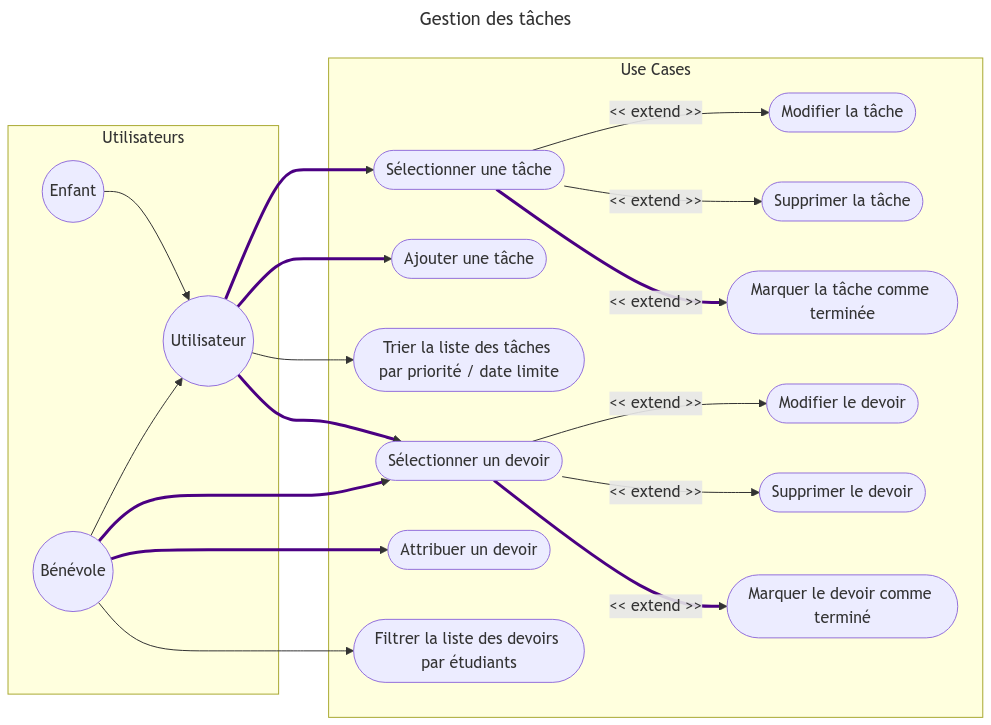 Gestion des tâches
Utilisateurs
Enfant
Utilisateur
Bénévole
Use Cases
Sélectionner une tâche
Ajouter une tâche
Trier la liste des tâches
par priorité / date limite
Sélectionner un devoir
Attribuer un devoir
Filtrer la liste des devoirs
par étudiants
<< extend >>
Modifier la tâche
<< extend >>
Supprimer la tâche
<< extend >>
Marquer la tâche comme
terminée
<< extend >>
Modifier le devoir
<< extend >>
Supprimer le devoir
<< extend >>
Marquer le devoir comme
terminé